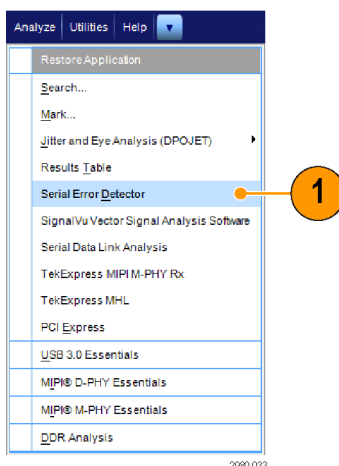 Analyze Utilities Help
Restore Application
Search...
Mark...
Jitter and Eye Analysis (DPOJET)
Results Table
Serial Error Detector
1
SignalVu Vector Signal Analysis Software
Serial Data Link Analysis
TekExpress MIPI M-PHY Rx
TekExpress MHL
PCI Express
USB 3.0 Essentials
MIPI® D-PHY Essentials
MIPI® M-PHY Essentials
DDR Analysis
2980 033